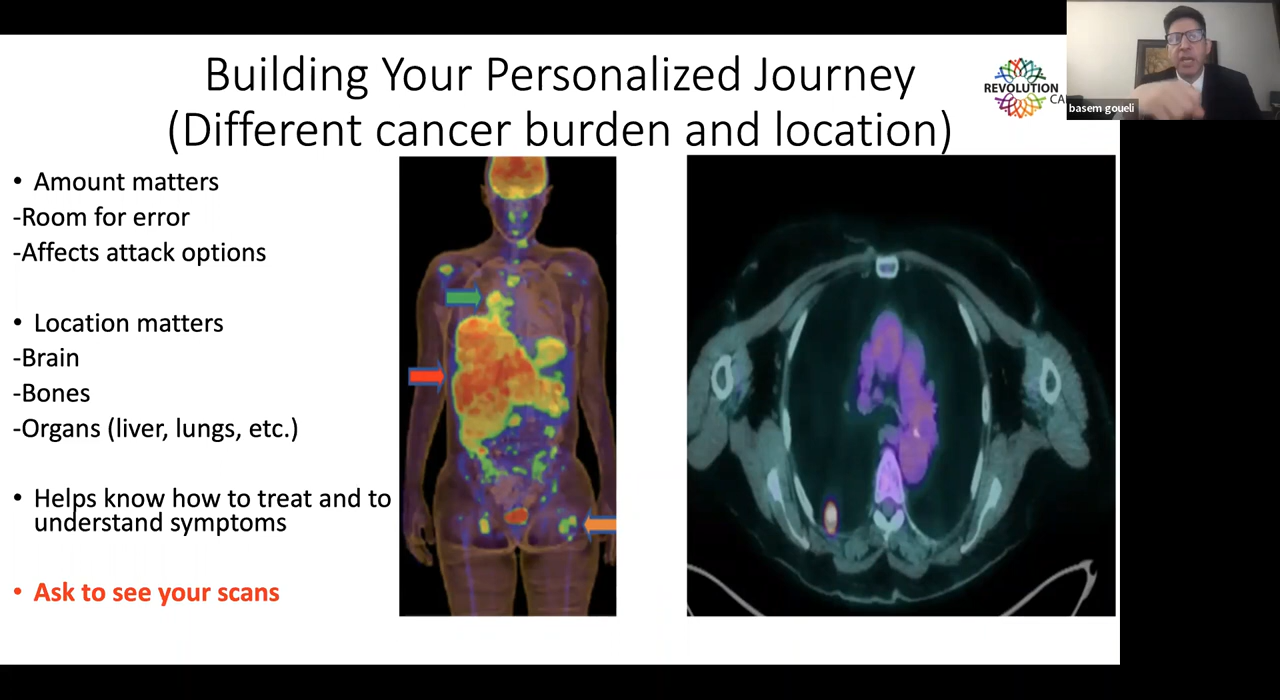 Building Your Personalized Journey
(Different cancer burden and location)
REVOLUTION
CA
basem goueli
• Amount matters
-Room for error
-Affects attack options
• Location matters
-Brain
-Bones
-Organs (liver, lungs, etc.)
• Helps know how to treat and to
understand symptoms
• Ask to see your scans